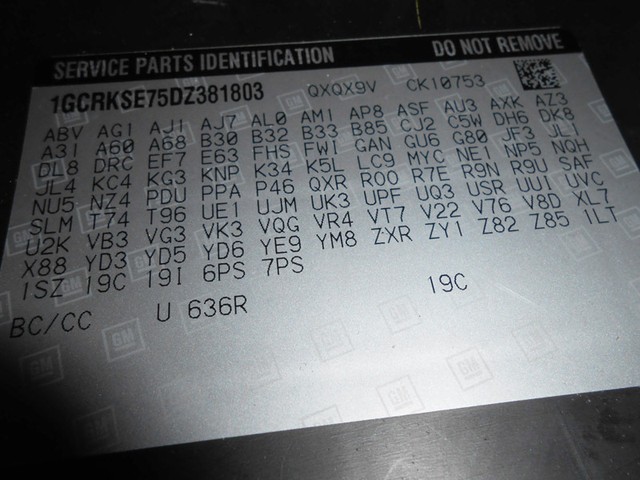 SERVICE PARTS IDENTIFICATION DO NOT REMOVE
1GCRKSE75DZ381803 QXQX9V CK10753
ABV AG1 AJ1 AJ7 AL0 AM1 AP8 ASF AU3 AXK AZ3
A31 A60 A68 B30 B32 B33 B85 CJ2 C5W DH6 DK8
DL8 DRC EF7 E63 FHS FW1 GAN GU6 G80 JF3 JL1
JL4 KC4 KG3 KNP K34 K5L LC9 MYC NE1 NP5 NQH
NU5 NZ4 PDU PPA P46 QXR R00 R7E R9N R9U SAF
SLM T74 T96 UE1 UJM UK3 UPF UQ3 USR UU1 UVC
U2K VB3 VG3 VK3 VQG VR4 VT7 V22 V76 V8D XL7
X88 YD3 YD5 YD6 YE9 YM8 ZXR ZY1 Z82 Z85 1LT
1SZ 19C 19I 6PS 7PS
BC/CC U 636R 19C